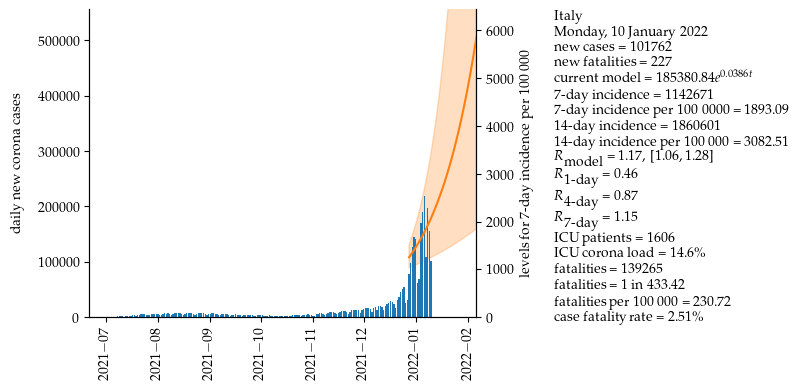 daily new corona cases
500000
400000
300000
200000
100000
0
6000
5000
4000
3000
2000
1000
0
levels for 7-day incidence per 100 000
2021−07
2021−08
2021−09
2021−10
2021−11
2021−12
2022−01
2022−02
Italy
Monday, 10 January 2022
new cases = 101762
new fatalities = 227
current model = 185380.84e^0.0386t
7-day incidence = 1142671
7-day incidence per 100 0000 = 1893.09
14-day incidence = 1860601
14-day incidence per 100 000 = 3082.51
R_model = 1.17, [1.06, 1.28]
R_1-day = 0.46
R_4-day = 0.87
R_7-day = 1.15
ICU patients = 1606
ICU corona load = 14.6%
fatalities = 139265
fatalities = 1 in 433.42
fatalities per 100 000 = 230.72
case fatality rate = 2.51%